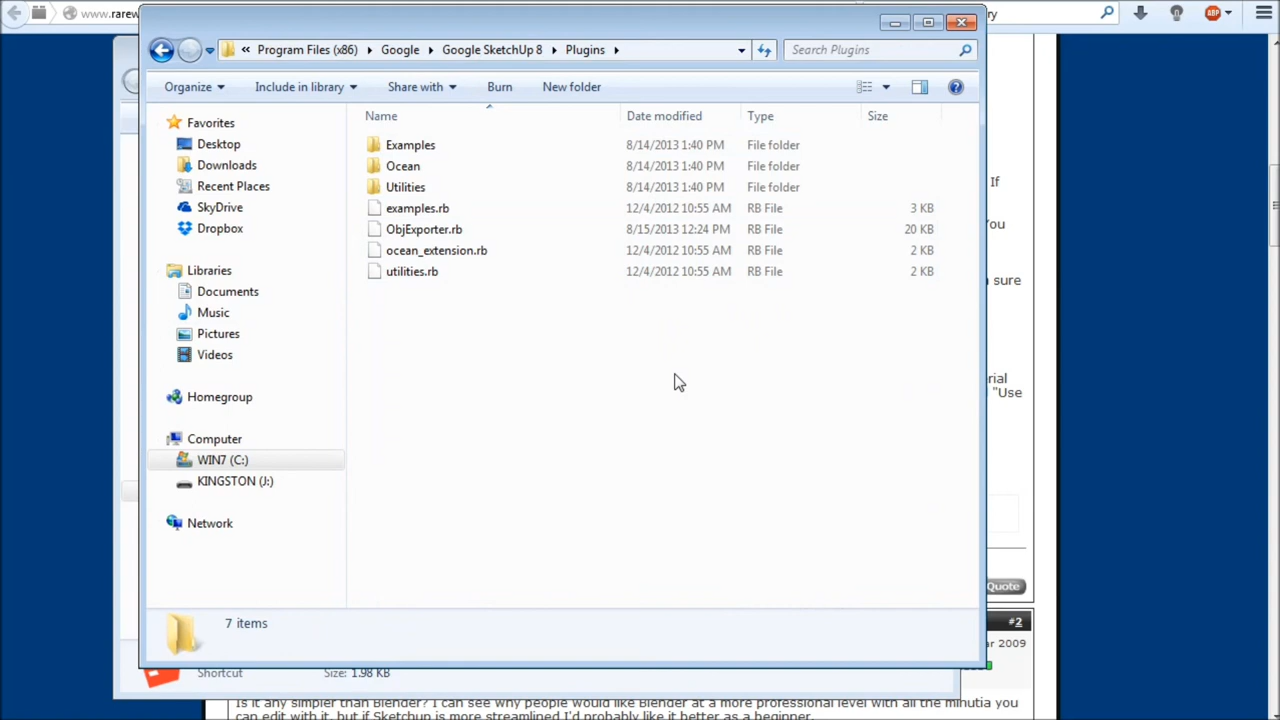 www.rarew
ry
« Program Files (x86) Google Google SketchUp 8 Plugins
Search Plugins
Organize Include in library Share with Burn New folder
Name Date modified Type Size
Examples 8/14/2013 1:40 PM File folder
Ocean 8/14/2013 1:40 PM File folder
Utilities 8/14/2013 1:40 PM File folder
examples.rb 12/4/2012 10:55 AM RB File 3 KB
ObjExporter.rb 8/15/2013 12:24 PM RB File 20 KB
ocean_extension.rb 12/4/2012 10:55 AM RB File 2 KB
utilities.rb 12/4/2012 10:55 AM RB File 2 KB
Favorites
Desktop
Downloads
Recent Places
SkyDrive
Dropbox
Libraries
Documents
Music
Pictures
Videos
Homegroup
Computer
WIN7 (C:)
KINGSTON (J:)
Network
7 items
If
ou
n sure
rial
"Use
Quote
#2
ar 2009
ABP
Shortcut Size: 1.98 KB
Is it any simpler than Blender? I can see why people would like Blender at a more professional level with all the minutia you
can edit with it, but if Sketchup is more streamlined I'd probably like it better as a beginner.